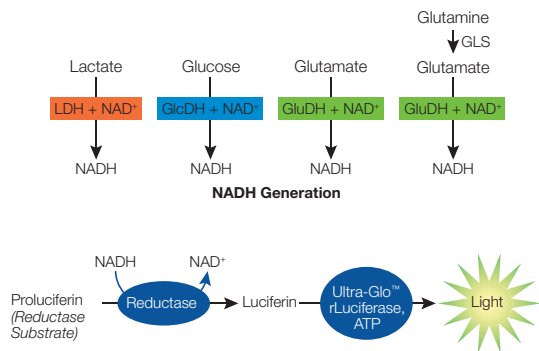 Glutamine
GLS
Lactate Glucose Glutamate Glutamate
LDH + NAD⁺ GlcDH + NAD⁺ GluDH + NAD⁺ GluDH + NAD⁺
NADH NADH NADH NADH
NADH Generation
NADH NAD⁺
Proluciferin
(Reductase
Substrate)
Reductase
Luciferin
Ultra-Glo™
rLuciferase,
ATP
Light